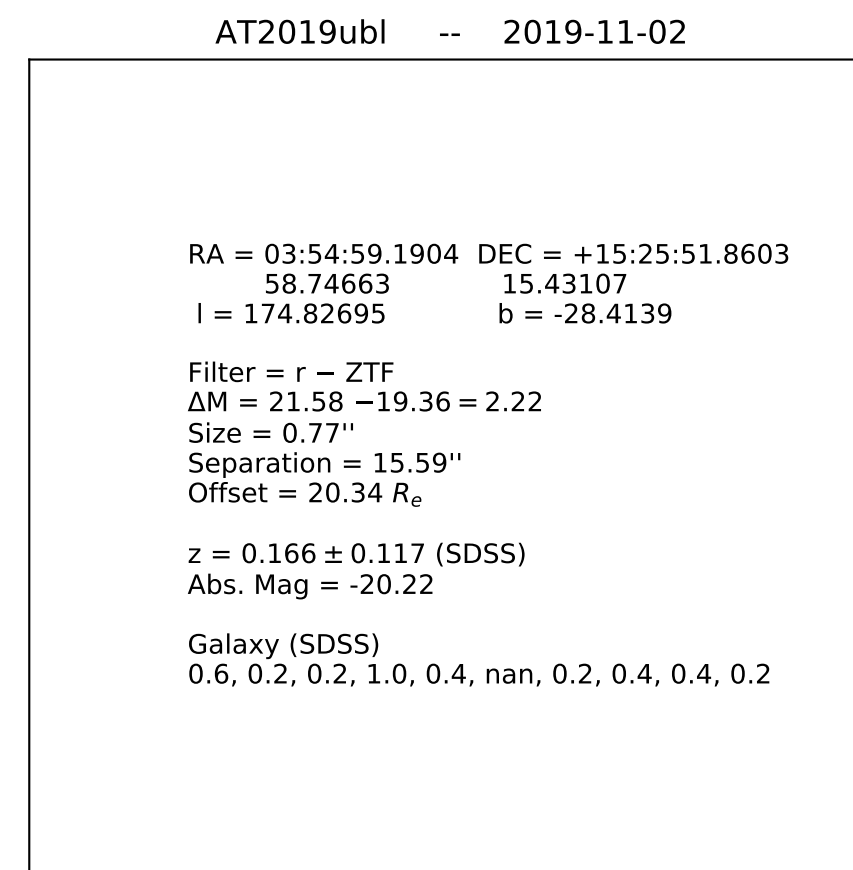 AT2019ubl -- 2019-11-02
RA = 03:54:59.1904 DEC = +15:25:51.8603
58.74663 15.43107
l = 174.82695 b = -28.4139
Filter = r − ZTF
ΔM = 21.58 −19.36 = 2.22
Size = 0.77''
Separation = 15.59''
Offset = 20.34 Rₑ
z = 0.166 ± 0.117 (SDSS)
Abs. Mag = -20.22
Galaxy (SDSS)
0.6, 0.2, 0.2, 1.0, 0.4, nan, 0.2, 0.4, 0.4, 0.2